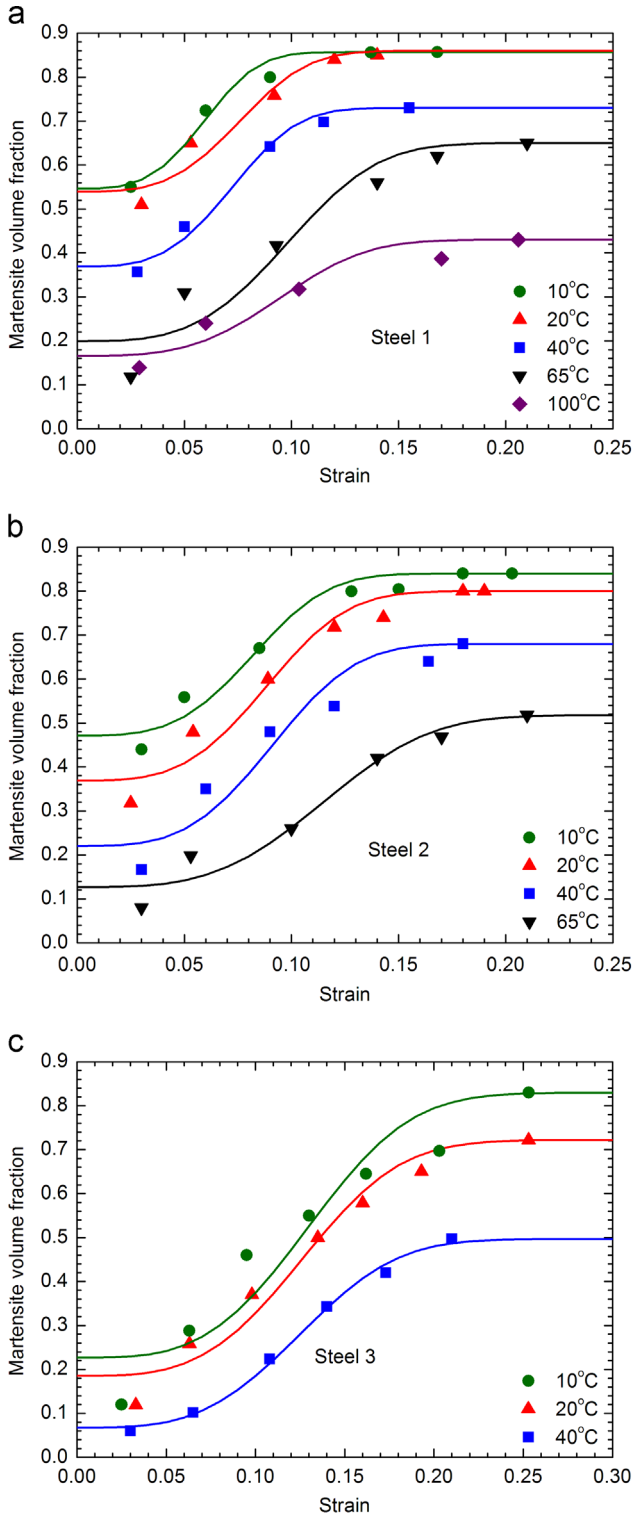 a
0.9
0.8
0.7
0.6
0.5
0.4
0.3
0.2
0.1
0.0
Martensite volume fraction
Steel 1
10°C
20°C
40°C
65°C
100°C
0.00 0.05 0.10 0.15 0.20 0.25
Strain
b
0.9
0.8
0.7
0.6
0.5
0.4
0.3
0.2
0.1
0.0
Martensite volume fraction
Steel 2
10°C
20°C
40°C
65°C
0.00 0.05 0.10 0.15 0.20 0.25
Strain
c
0.9
0.8
0.7
0.6
0.5
0.4
0.3
0.2
0.1
0.0
Martensite volume fraction
Steel 3
10°C
20°C
40°C
0.00 0.05 0.10 0.15 0.20 0.25 0.30
Strain